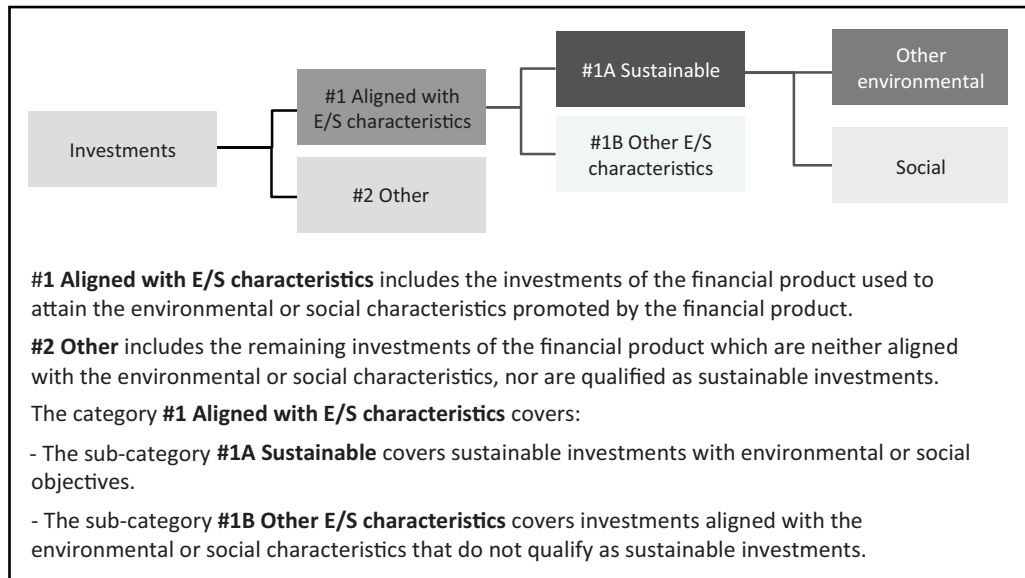 Investments
#1 Aligned with
E/S characteristics
#2 Other
#1A Sustainable
#1B Other E/S
characteristics
Other
environmental
Social
#1 Aligned with E/S characteristics includes the investments of the financial product used to
attain the environmental or social characteristics promoted by the financial product.
#2 Other includes the remaining investments of the financial product which are neither aligned
with the environmental or social characteristics, nor are qualified as sustainable investments.
The category #1 Aligned with E/S characteristics covers:
- The sub-category #1A Sustainable covers sustainable investments with environmental or social
objectives.
- The sub-category #1B Other E/S characteristics covers investments aligned with the
environmental or social characteristics that do not qualify as sustainable investments.